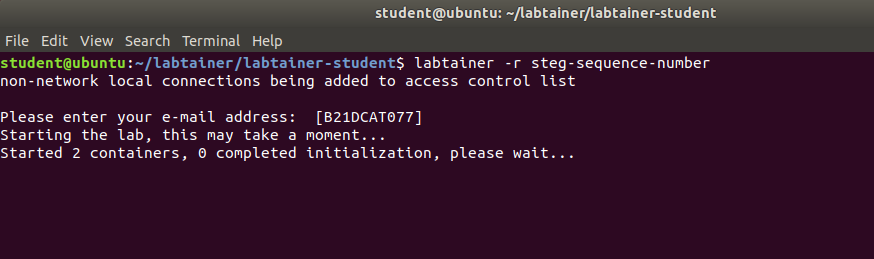 student@ubuntu: ~/labtainer/labtainer-student
File Edit View Search Terminal Help
student@ubuntu:~/labtainer/labtainer-student$ labtainer -r steg-sequence-number
non-network local connections being added to access control list
Please enter your e-mail address:  [B21DCAT077]
Starting the lab, this may take a moment...
Started 2 containers, 0 completed initialization, please wait...